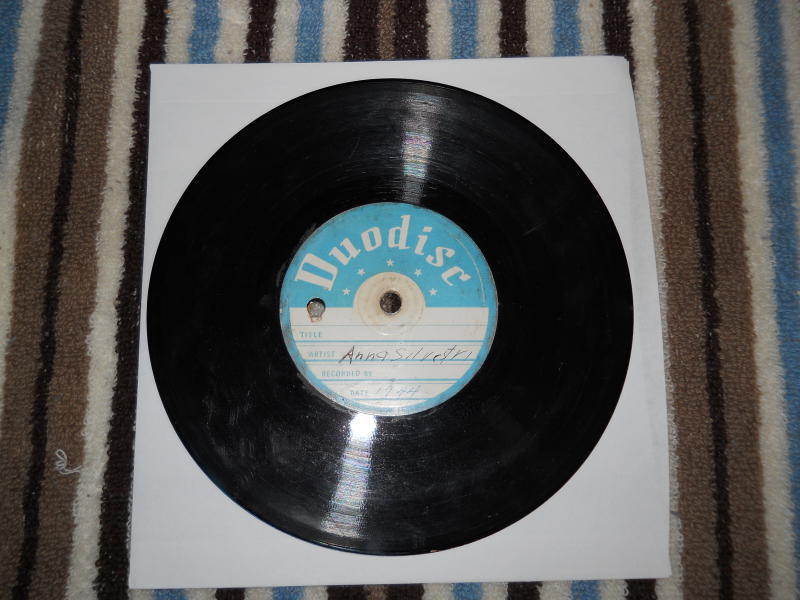 Duodisc
TITLE
ARTIST Anna Silvestri
RECORDED BY
DATE 1944